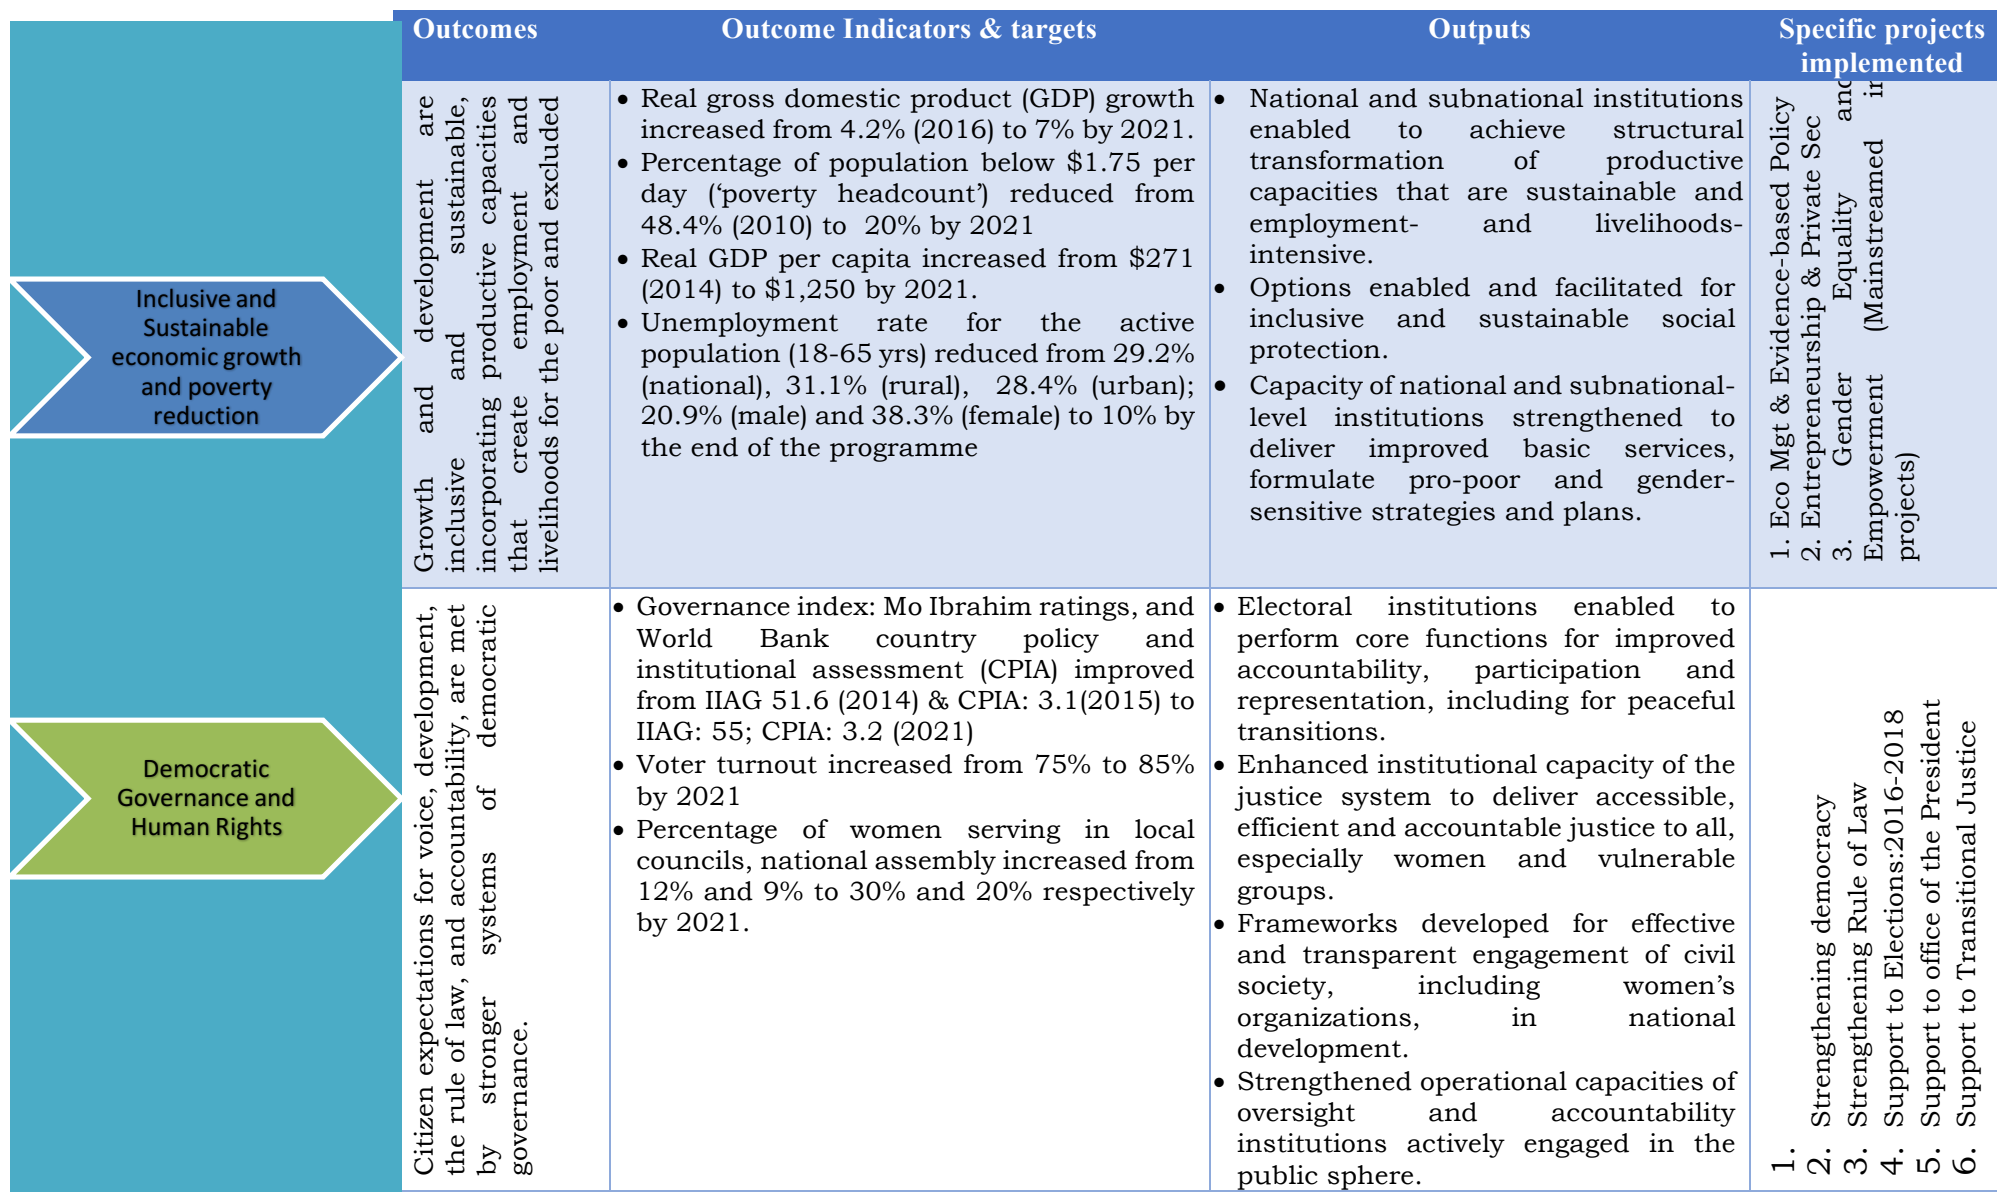 Outcomes
Outcome Indicators & targets
Outputs
Specific projects
implemented
Inclusive and
Sustainable
economic growth
and poverty
reduction
Growth and development are
inclusive and sustainable,
incorporating productive capacities
that create employment and
livelihoods for the poor and excluded
• Real gross domestic product (GDP) growth
increased from 4.2% (2016) to 7% by 2021.
• Percentage of population below $1.75 per
day (‘poverty headcount’) reduced from
48.4% (2010) to 20% by 2021
• Real GDP per capita increased from $271
(2014) to $1,250 by 2021.
• Unemployment rate for the active
population (18-65 yrs) reduced from 29.2%
(national), 31.1% (rural), 28.4% (urban);
20.9% (male) and 38.3% (female) to 10% by
the end of the programme
• National and subnational institutions
enabled to achieve structural
transformation of productive
capacities that are sustainable and
employment- and livelihoods-
intensive.
• Options enabled and facilitated for
inclusive and sustainable social
protection.
• Capacity of national and subnational-
level institutions strengthened to
deliver improved basic services,
formulate pro-poor and gender-
sensitive strategies and plans.
1. Eco Mgt & Evidence-based Policy
2. Entrepreneurship & Private Sec
3. Gender Equality and
Empowerment (Mainstreamed in
projects)
Democratic
Governance and
Human Rights
Citizen expectations for voice, development,
the rule of law, and accountability, are met
by stronger systems of democratic
governance.
• Governance index: Mo Ibrahim ratings, and
World Bank country policy and
institutional assessment (CPIA) improved
from IIAG 51.6 (2014) & CPIA: 3.1(2015) to
IIAG: 55; CPIA: 3.2 (2021)
• Voter turnout increased from 75% to 85%
by 2021
• Percentage of women serving in local
councils, national assembly increased from
12% and 9% to 30% and 20% respectively
by 2021.
• Electoral institutions enabled to
perform core functions for improved
accountability, participation and
representation, including for peaceful
transitions.
• Enhanced institutional capacity of the
justice system to deliver accessible,
efficient and accountable justice to all,
especially women and vulnerable
groups.
• Frameworks developed for effective
and transparent engagement of civil
society, including women’s
organizations, in national
development.
• Strengthened operational capacities of
oversight and accountability
institutions actively engaged in the
public sphere.
1.
2. Strengthening democracy
3. Strengthening Rule of Law
4. Support to Elections:2016-2018
5. Support to office of the President
6. Support to Transitional Justice